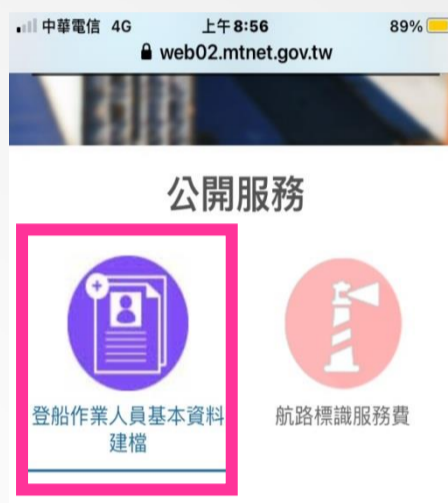 中華電信 4G 上午8:56 89%
web02.mtnet.gov.tw
公開服務
登船作業人員基本資料
建檔
航路標識服務費